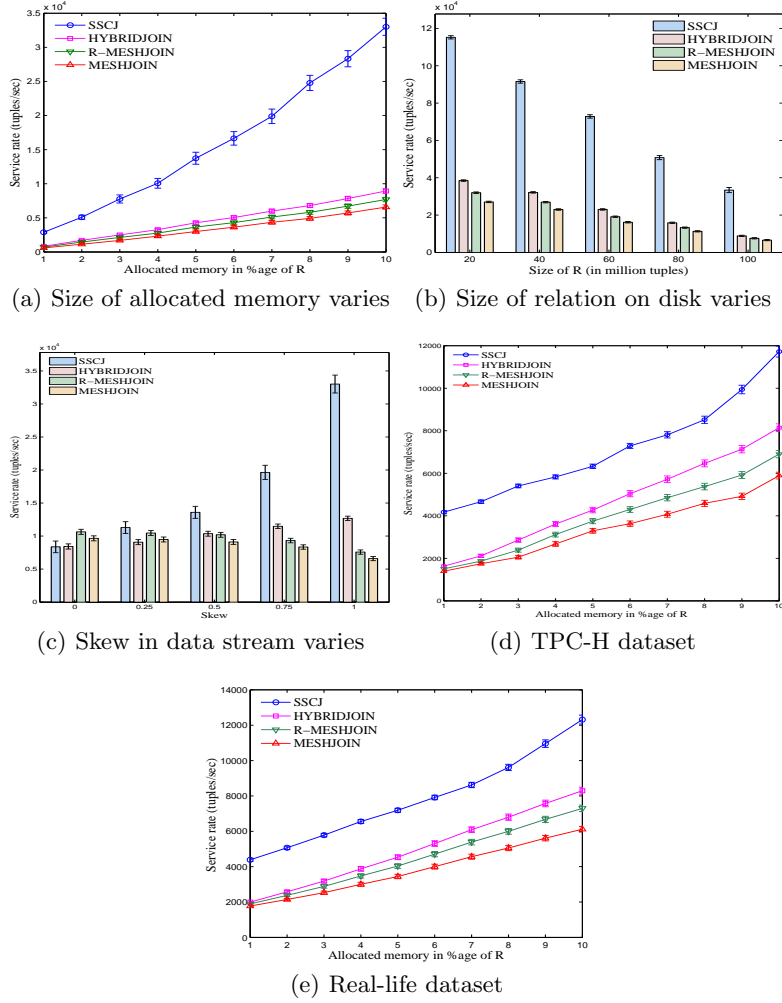 x 10^4
3.5
3
2.5
2
1.5
1
0.5
0
Service rate (tuples/sec)
SSCJ
HYBRIDJOIN
R−MESHJOIN
MESHJOIN
1 2 3 4 5 6 7 8 9 10
Allocated memory in %age of R
(a) Size of allocated memory varies
x 10^4
12
10
8
6
4
2
0
Service rate (tuples/sec)
SSCJ
HYBRIDJOIN
R−MESHJOIN
MESHJOIN
20 40 60 80 100
Size of R (in million tuples)
(b) Size of relation on disk varies
x 10^4
3.5
3.5
2.5
2.5
1.5
1
0.5
0
Service rate (tuples/sec)
SSCJ
HYBRIDJOIN
R−MESHJOIN
MESHJOIN
0 0.25 0.5 0.75 1
Skew
(c) Skew in data stream varies
12000
10000
8000
6000
4000
2000
0
Service rate (tuples/sec)
SSCJ
HYBRIDJOIN
R−MESHJOIN
MESHJOIN
1 2 3 4 5 6 7 8 9 10
Allocated memory in %age of R
(d) TPC-H dataset
14000
12000
10000
8000
6000
4000
2000
0
Service rate (tuples/sec)
SSCJ
HYBRIDJOIN
R−MESHJOIN
MESHJOIN
1 2 3 4 5 6 7 8 9 10
Allocated memory in %age of R
(e) Real-life dataset